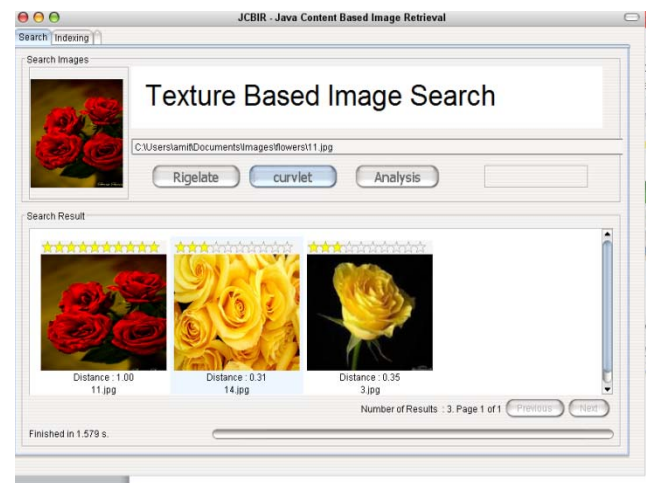 JCBIR - Java Content Based Image Retrieval
Search Indexing
Search Images
Texture Based Image Search
C:\Users\amit\Documents\Images\flowers\11.jpg
Rigelate curvlet Analysis
Search Result
Distance : 1.00 Distance : 0.31 Distance : 0.35
11.jpg 14.jpg 3.jpg
Number of Results : 3. Page 1 of 1 Previous Next
Finished in 1.579 s.